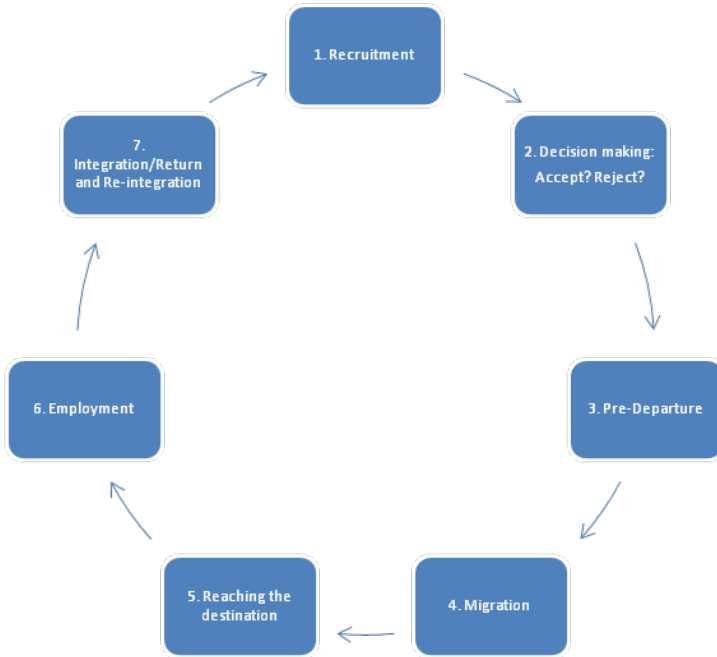 1. Recruitment
2. Decision making:
Accept? Reject?
3. Pre-Departure
4. Migration
5. Reaching the
destination
6. Employment
7.
Integration/Return
and Re-integration